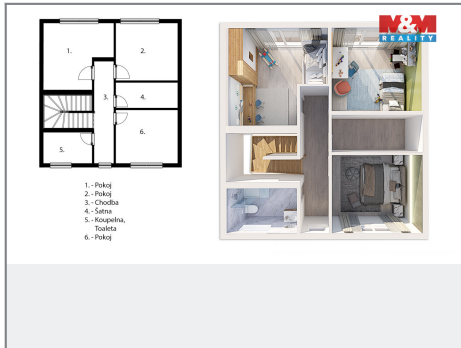 M&M
REALITY
1.
2.
3.
4.
5.
6.
1. - Pokoj
2. - Pokoj
3. - Chodba
4. - Šatna
5. - Koupelna,
Toaleta
6. - Pokoj